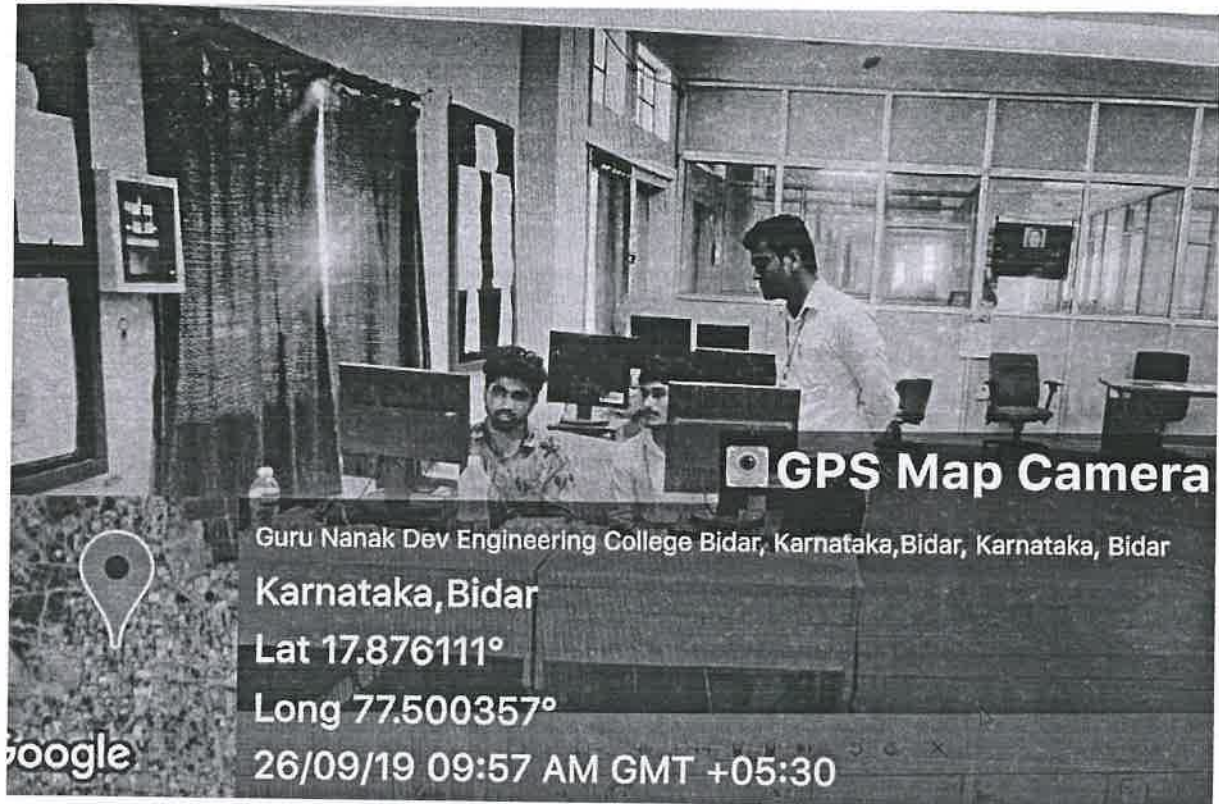 GPS Map Camera
Guru Nanak Dev Engineering College Bidar, Karnataka,Bidar, Karnataka, Bidar
Karnataka,Bidar
Lat 17.876111°
Long 77.500357°
26/09/19 09:57 AM GMT +05:30
Google